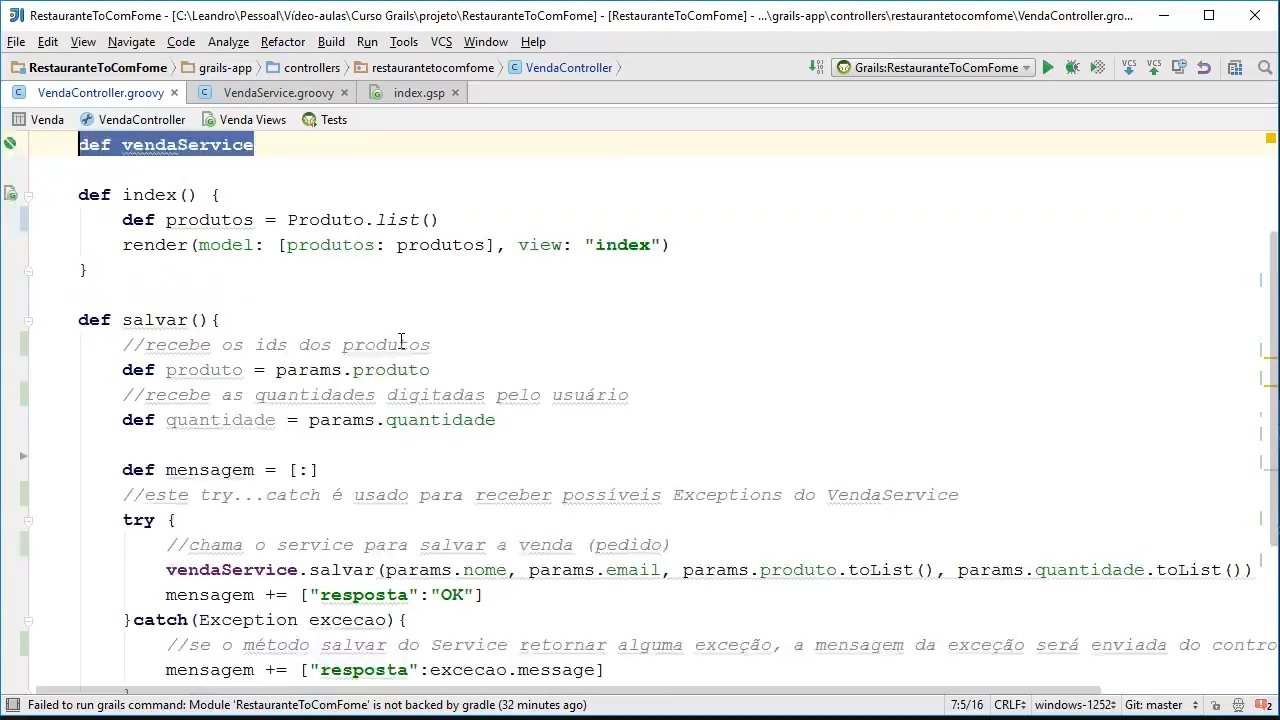 RestauranteToComFome - [C:\Leandro\Pessoal\Vídeo-aulas\Curso Grails\projeto\RestauranteToComFome] - [RestauranteToComFome] - ...\grails-app\controllers\restaurantetocomfome\VendaController.gro...
File Edit View Navigate Code Analyze Refactor Build Run Tools VCS Window Help
RestauranteToComFome grails-app controllers restaurantetocomfome VendaController Grails:RestauranteToComFome VCS VCS
VendaController.groovy VendaService.groovy index.gsp
Venda VendaController Venda Views Tests
def vendaService
def index() {
def produtos = Produto.list()
render(model: [produtos: produtos], view: "index")
}
def salvar(){
//recebe os ids dos produtos
def produto = params.produto
//recebe as quantidades digitadas pelo usuário
def quantidade = params.quantidade
def mensagem = [:]
//este try...catch é usado para receber possíveis Exceptions do VendaService
try {
//chama o service para salvar a venda (pedido)
vendaService.salvar(params.nome, params.email, params.produto.toList(), params.quantidade.toList())
mensagem += ["resposta":"OK"]
}catch(Exception excecao){
//se o método salvar do Service retornar alguma exceção, a mensagem da exceção será enviada do contro
mensagem += ["resposta":excecao.message]
}
Failed to run grails command: Module 'RestauranteToComFome' is not backed by gradle (32 minutes ago) 7:5/16 CRLF windows-1252 Git: master 2